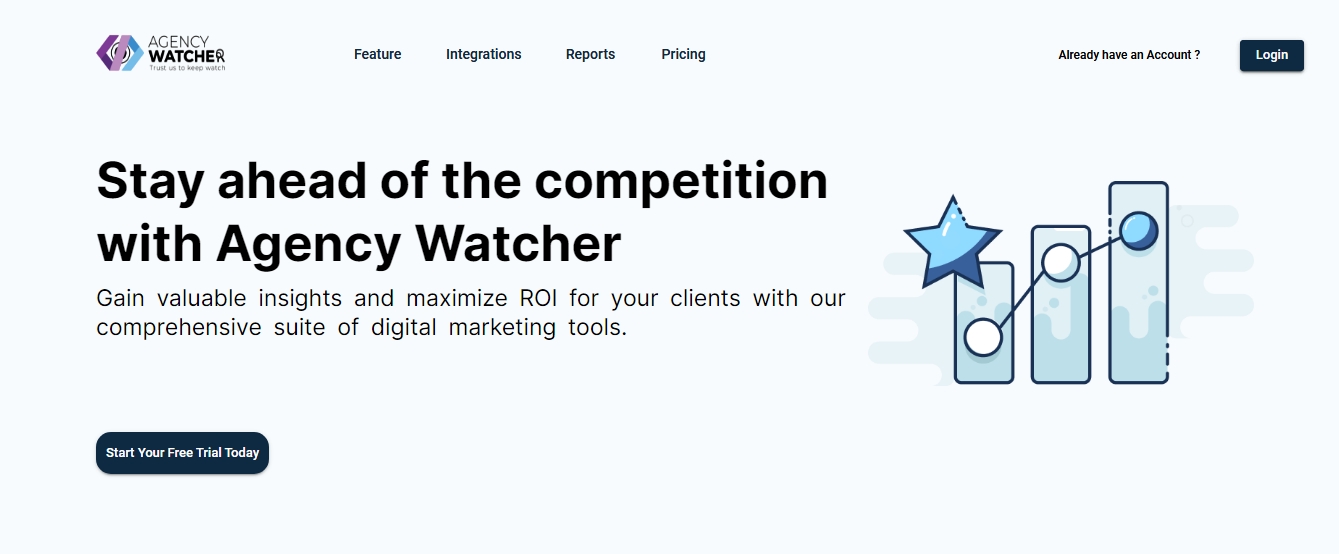 AGENCY
WATCHER
Trust us to keep watch
Feature Integrations Reports Pricing
Already have an Account ? Login
Stay ahead of the competition
with Agency Watcher
Gain valuable insights and maximize ROI for your clients with our
comprehensive suite of digital marketing tools.
Start Your Free Trial Today